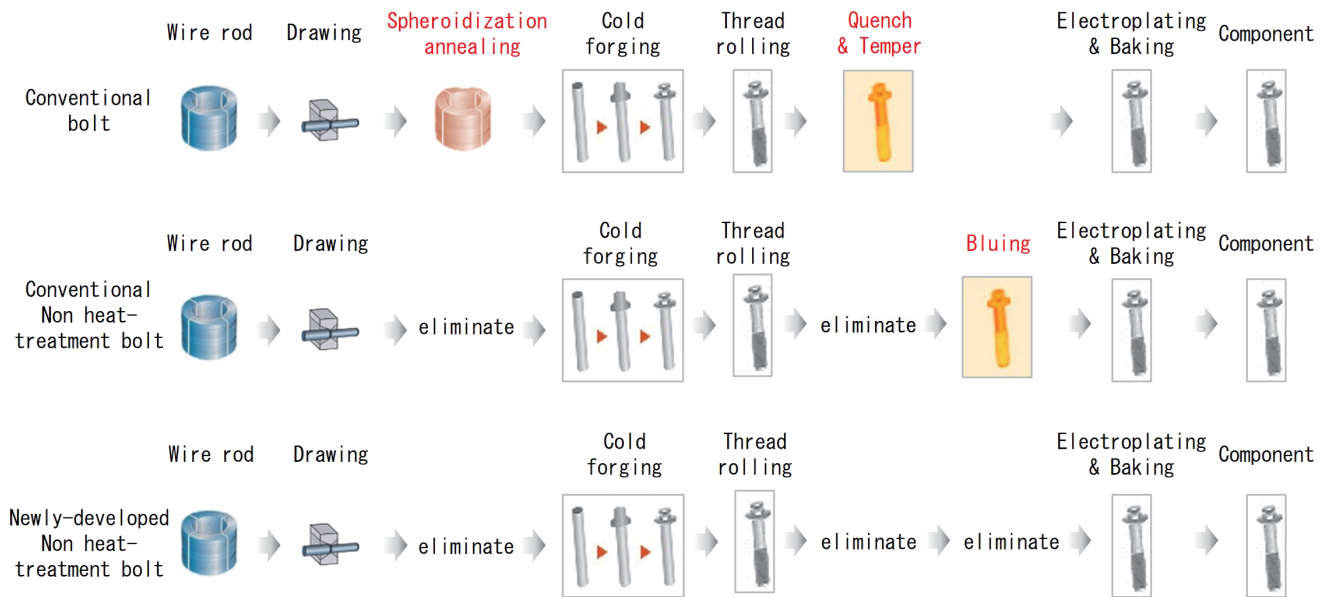 Wire rod
Drawing
Spheroidization
annealing
Cold
forging
Thread
rolling
Quench
& Temper
Electroplating
& Baking
Component
Conventional
bolt
Wire rod
Drawing
Cold
forging
Thread
rolling
Bluing
Electroplating
& Baking
Component
Conventional
Non heat-
treatment bolt
eliminate
eliminate
Wire rod
Drawing
Cold
forging
Thread
rolling
Electroplating
& Baking
Component
Newly-developed
Non heat-
treatment bolt
eliminate
eliminate
eliminate